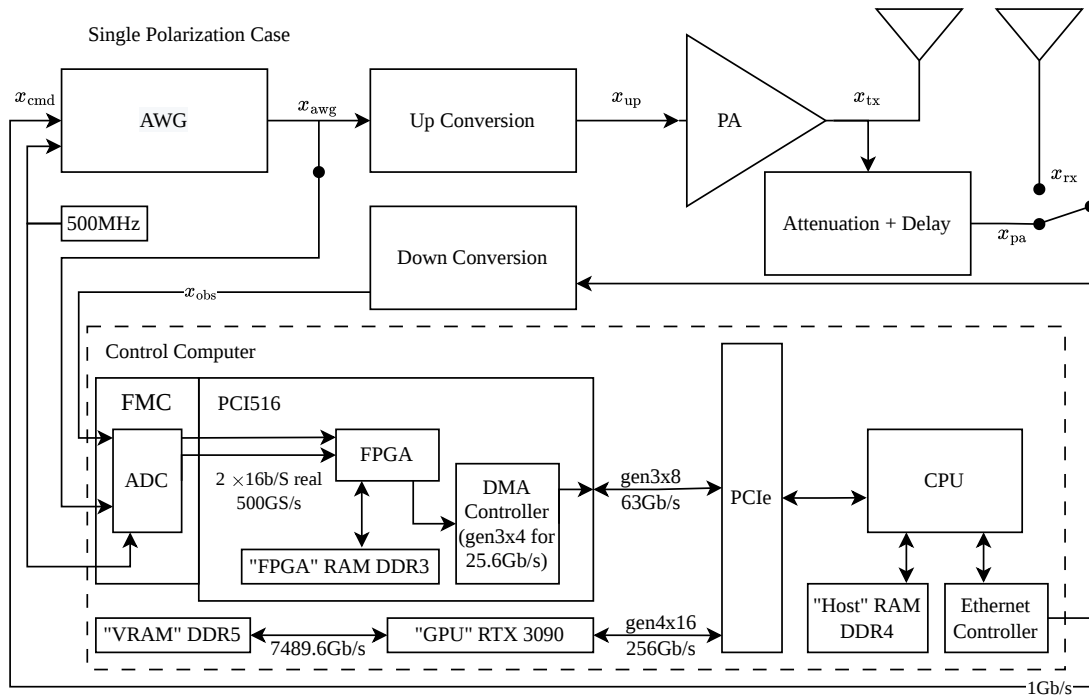 Single Polarization Case
x_cmd
AWG
x_awg
Up Conversion
x_up
PA
x_tx
x_rx
500MHz
Attenuation + Delay
x_pa
Down Conversion
x_obs
Control Computer
FMC
PCI516
ADC
2 ×16b/S real
500GS/s
FPGA
DMA
Controller
(gen3x4 for
25.6Gb/s)
"FPGA" RAM DDR3
gen3x8
63Gb/s
PCIe
CPU
"Host" RAM
DDR4
Ethernet
Controller
"VRAM" DDR5
7489.6Gb/s
"GPU" RTX 3090
gen4x16
256Gb/s
1Gb/s